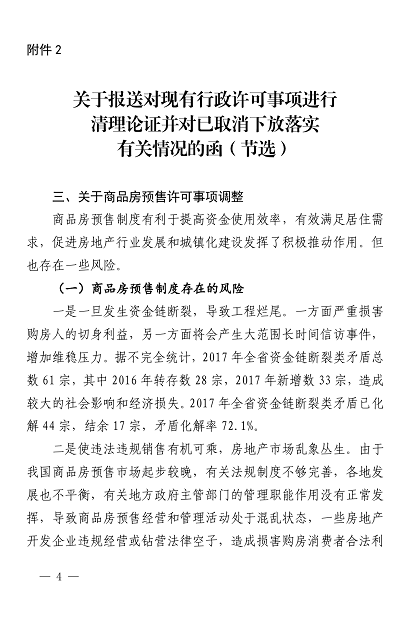 附件 2
关于报送对现有行政许可事项进行
清理论证并对已取消下放落实
有关情况的函（节选）
三、关于商品房预售许可事项调整
商品房预售制度有利于提高资金使用效率，有效满足居住需
求，促进房地产行业发展和城镇化建设发挥了积极推动作用。但
也存在一些风险。
（一）商品房预售制度存在的风险
一是一旦发生资金链断裂，导致工程烂尾。一方面严重损害
购房人的切身利益，另一方面将会产生大范围长时间信访事件，
增加维稳压力。据不完全统计，2017 年全省资金链断裂类矛盾总
数 61 宗，其中 2016 年转存数 28 宗，2017 年新增数 33 宗，造成
较大的社会影响和经济损失。2017 年全省资金链断裂类矛盾已化
解 44 宗，结余 17 宗，矛盾化解率 72.1%。
二是使违法违规销售有机可乘，房地产市场乱象丛生。由于
我国商品房预售市场起步较晚，有关法规制度不够完善，各地发
展也不平衡，有关地方政府主管部门的管理职能作用没有正常发
挥，导致商品房预售经营和管理活动处于混乱状态，一些房地产
开发企业违规经营或钻营法律空子，造成损害购房消费者合法利
— 4 —